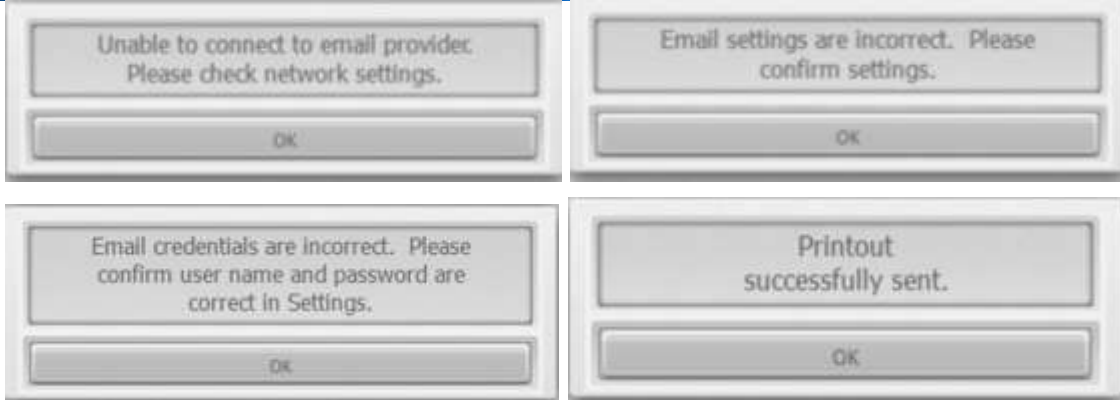 Unable to connect to email provider.
Please check network settings.
OK
Email settings are incorrect.  Please
confirm settings.
OK
Email credentials are incorrect.  Please
confirm user name and password are
correct in Settings.
OK
Printout
successfully sent.
OK